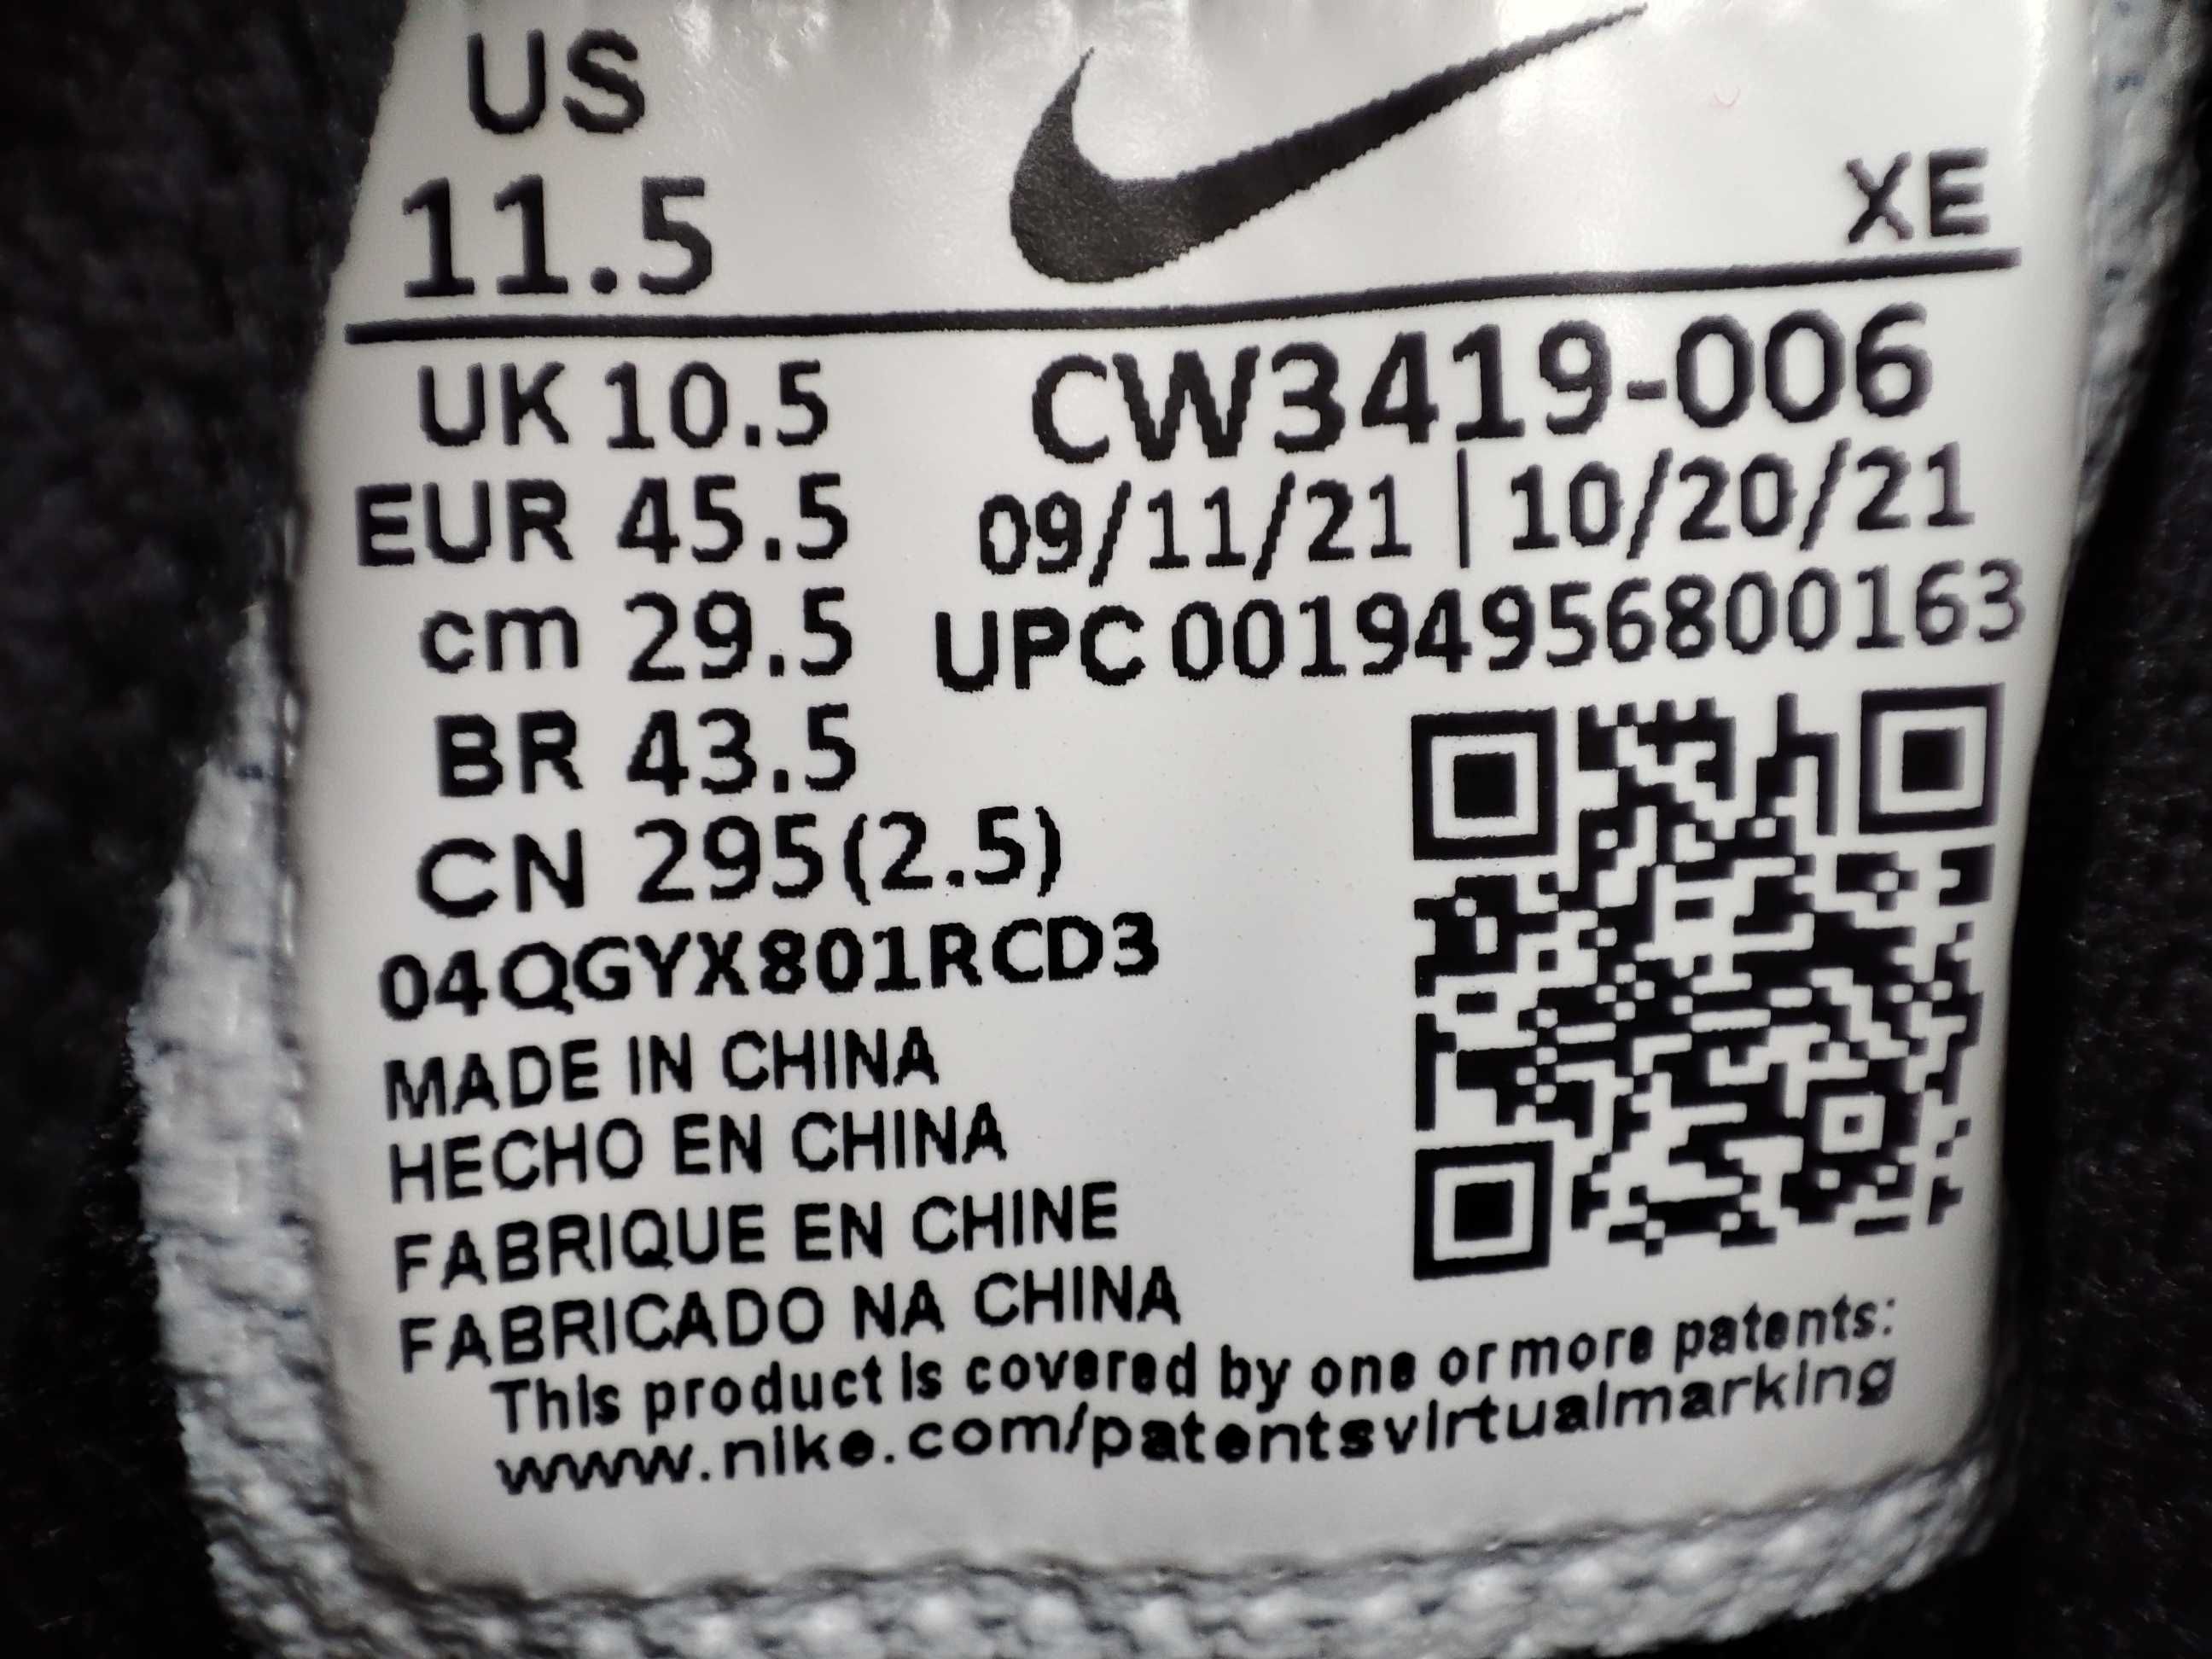 US
11.5
XE
UK 10.5
EUR 45.5
cm 29.5
BR 43.5
CN 295(2.5)
CW3419-006
09/11/21 | 10/20/21
UPC 00194956800163
04QGYX801RCD3
MADE IN CHINA
HECHO EN CHINA
FABRIQUE EN CHINE
FABRICADO NA CHINA
This product is covered by one or more patents:
www.nike.com/patentsvirtualmarking